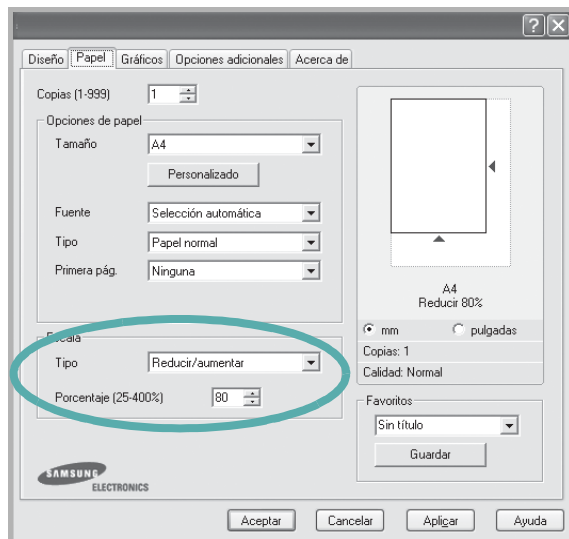 Diseño Papel Gráficos Opciones adicionales Acerca de
Copias (1-999) 1
Opciones de papel
Tamaño A4
Personalizado
Fuente Selección automática
Tipo Papel normal
Primera pág. Ninguna
Escala
Tipo Reducir/aumentar
Porcentaje (25-400%) 80
SAMSUNG
ELECTRONICS
A4
Reducir 80%
mm pulgadas
Copias: 1
Calidad: Normal
Favoritos
Sin título
Guardar
Aceptar Cancelar Aplicar Ayuda